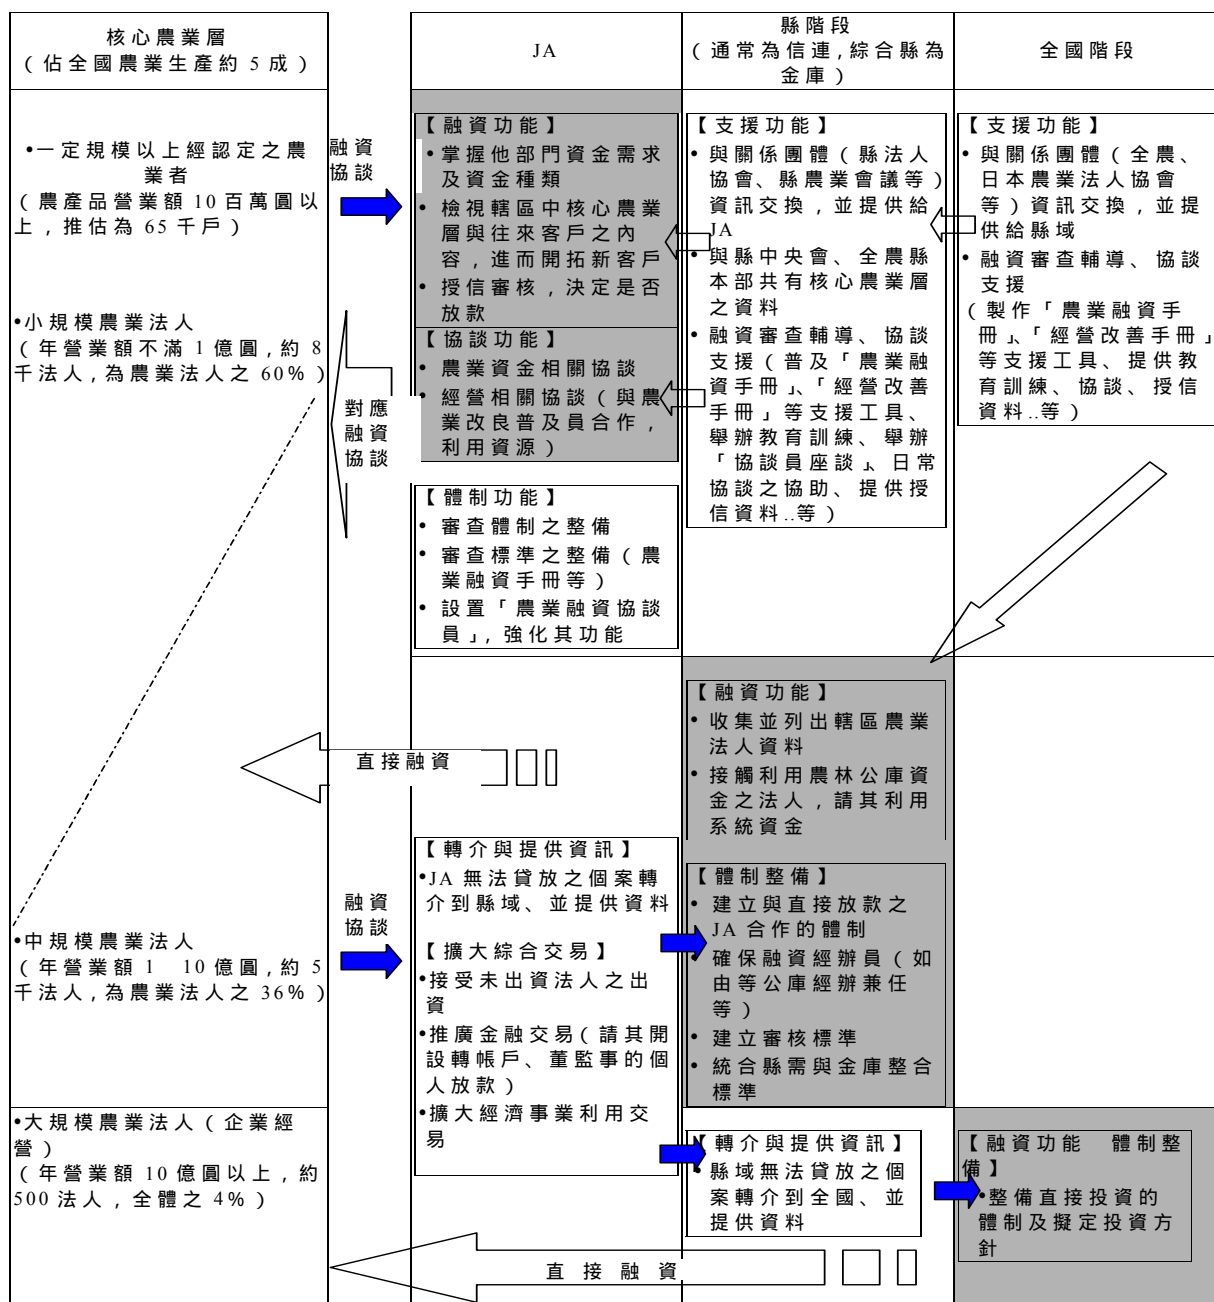 核心農業層
(佔全國農業生產約 5 成)
JA
縣階段
(通常為信連,綜合縣為
金庫)
全國階段
•一定規模以上經認定之農
業者
(農產品營業額 10 百萬圓以
上，推估為 65 千戶)
•小規模農業法人
(年營業額不滿 1 億圓,約 8
千法人,為農業法人之 60%)
•中規模農業法人
(年營業額 1　10 億圓,約 5
千法人,為農業法人之 36%)
•大規模農業法人(企業經
營)
(年營業額 10 億圓以上，約
500 法人，全體之 4%)
融資
協談
對應
融資
協談
直接融資
融資
協談
【融資功能】
• 掌握他部門資金需求
及資金種類
• 檢視轄區中核心農業
層與往來客戶之內
容，進而開拓新客戶
• 授信審核，決定是否
放款
【協談功能】
• 農業資金相關協談
• 經營相關協談(與農
業改良普及員合作，
利用資源)
【體制功能】
• 審查體制之整備
• 審查標準之整備(農
業融資手冊等)
• 設置「農業融資協談
員」,強化其功能
【轉介與提供資訊】
•JA 無法貸放之個案轉
介到縣域、並提供資料
【擴大綜合交易】
•接受未出資法人之出
資
•推廣金融交易(請其開
設轉帳戶、董監事的個
人放款)
•擴大經濟事業利用交
易
【支援功能】
• 與關係團體(縣法人
協會、縣農業會議等)
資訊交換，並提供給
JA
• 與縣中央會、全農縣
本部共有核心農業層
之資料
• 融資審查輔導、協談
支援(普及「農業融
資手冊」、「經營改善
手冊」等支援工具、
舉辦教育訓練、舉辦
「協談員座談」、日常
協談之協助、提供授
信資料..等)
【融資功能】
• 收集並列出轄區農業
法人資料
• 接觸利用農林公庫資
金之法人，請其利用
系統資金
【體制整備】
• 建立與直接放款之
JA 合作的體制
• 確保融資經辦員(如
由等公庫經辦兼任
等)
• 建立審核標準
• 統合縣需與金庫整合
標準
【轉介與提供資訊】
• 縣域無法貸放之個
案轉介到全國、並
提供資料
【支援功能】
• 與關係團體(全農、
日本農業法人協會
等)資訊交換，並提
供給縣域
• 融資審查輔導、協談
支援
(製作「農業融資手
冊」、「經營改善手冊」
等支援工具、提供教
育訓練、協談、授信
資料..等)
【融資功能　體制整
備】
•整備直接投資的
體制及擬定投資方
針
直接融資